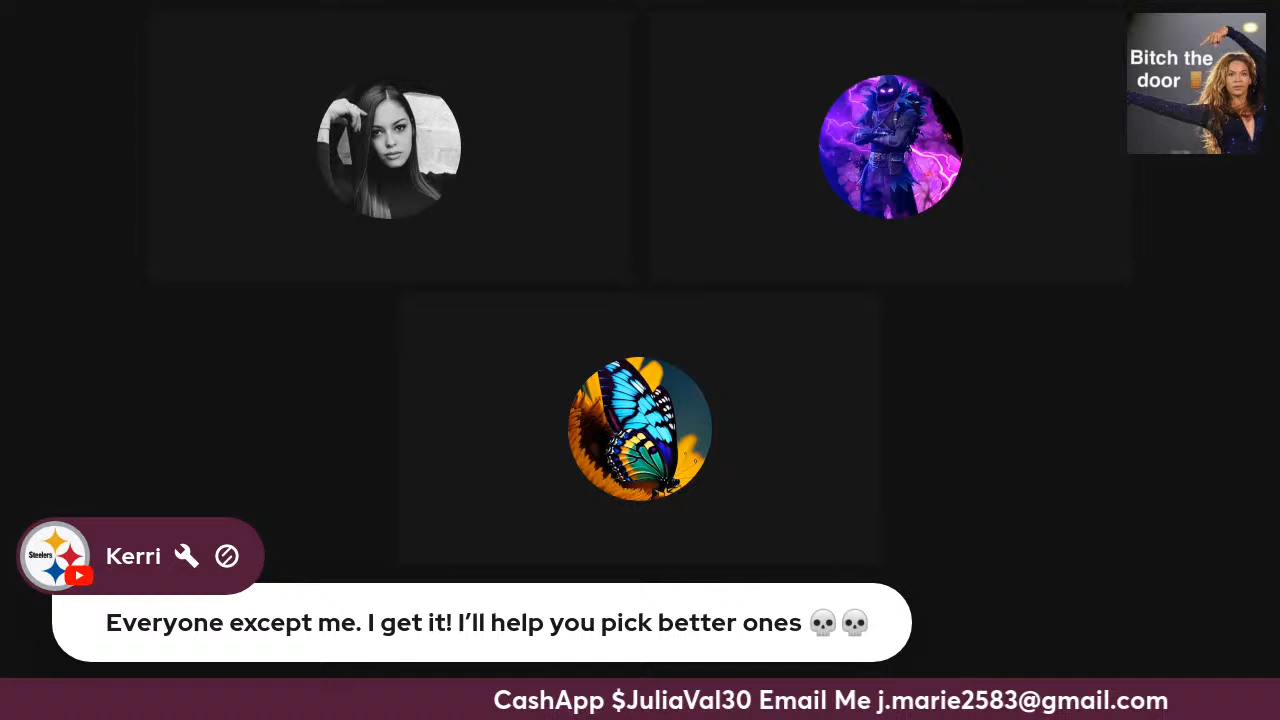 Bitch the
door
Steelers
Kerri
Everyone except me. I get it! I’ll help you pick better ones 💀💀
CashApp $JuliaVal30 Email Me j.marie2583@gmail.com